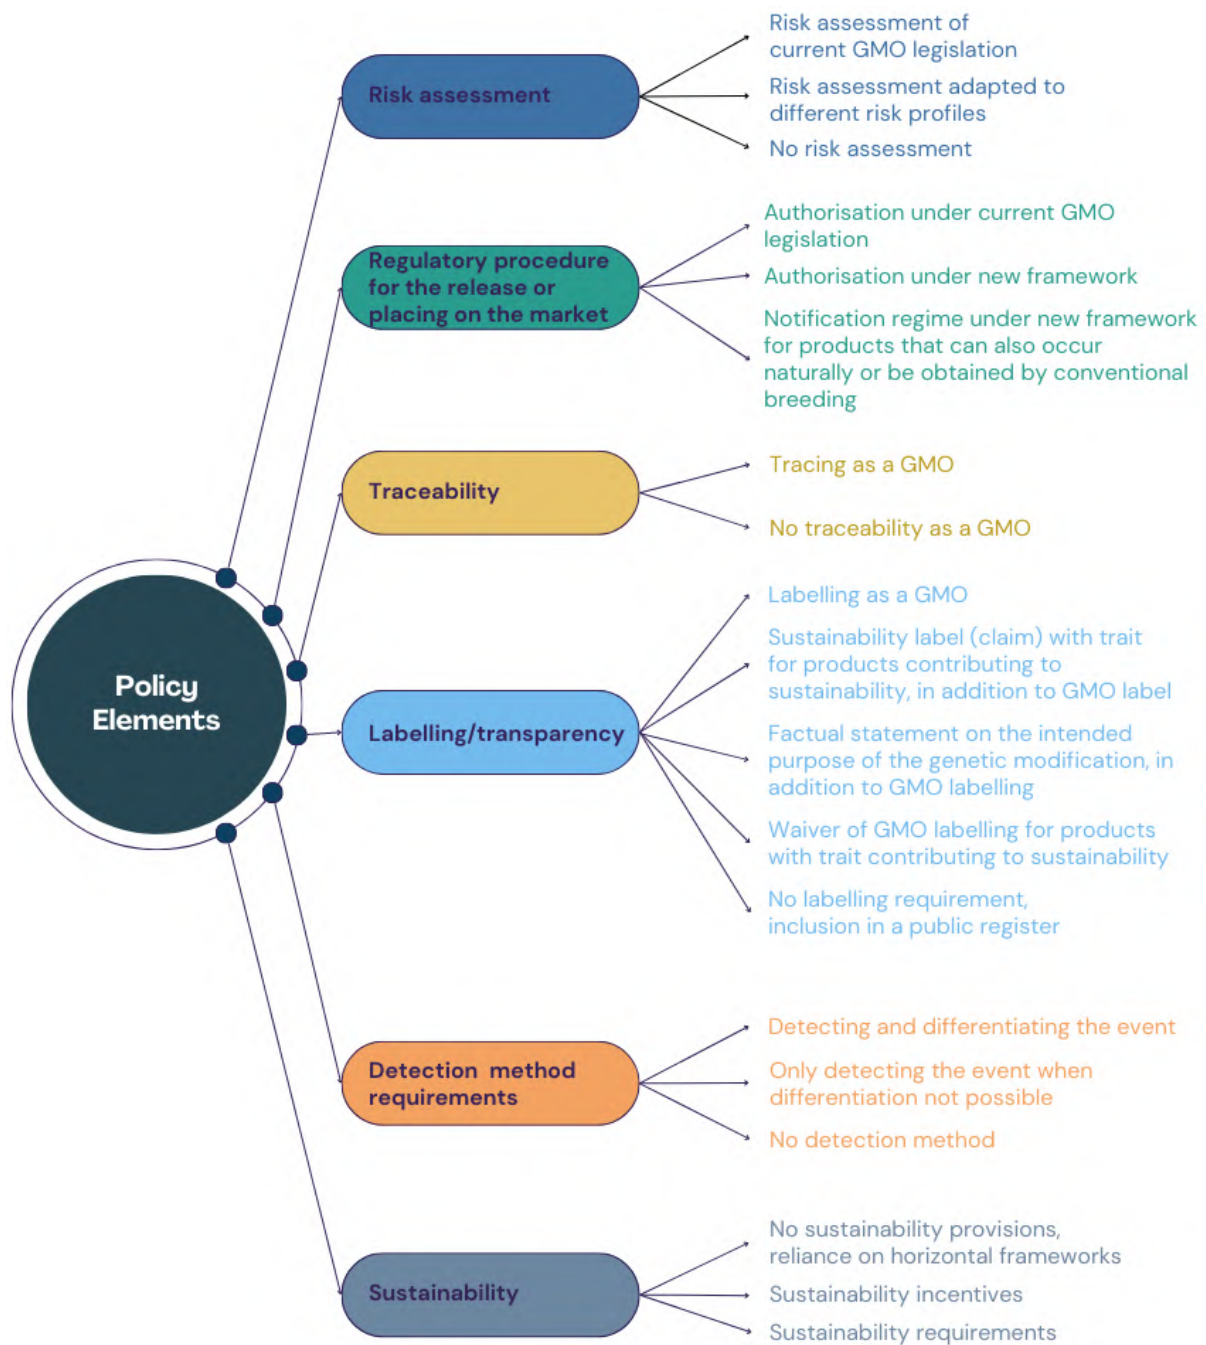 Policy
Elements
Risk assessment
Risk assessment of
current GMO legislation
Risk assessment adapted to
different risk profiles
No risk assessment
Regulatory procedure
for the release or
placing on the market
Authorisation under current GMO
legislation
Authorisation under new framework
Notification regime under new framework
for products that can also occur
naturally or be obtained by conventional
breeding
Traceability
Tracing as a GMO
No traceability as a GMO
Labelling/transparency
Labelling as a GMO
Sustainability label (claim) with trait
for products contributing to
sustainability, in addition to GMO label
Factual statement on the intended
purpose of the genetic modification, in
addition to GMO labelling
Waiver of GMO labelling for products
with trait contributing to sustainability
No labelling requirement,
inclusion in a public register
Detection method
requirements
Detecting and differentiating the event
Only detecting the event when
differentiation not possible
No detection method
Sustainability
No sustainability provisions,
reliance on horizontal frameworks
Sustainability incentives
Sustainability requirements